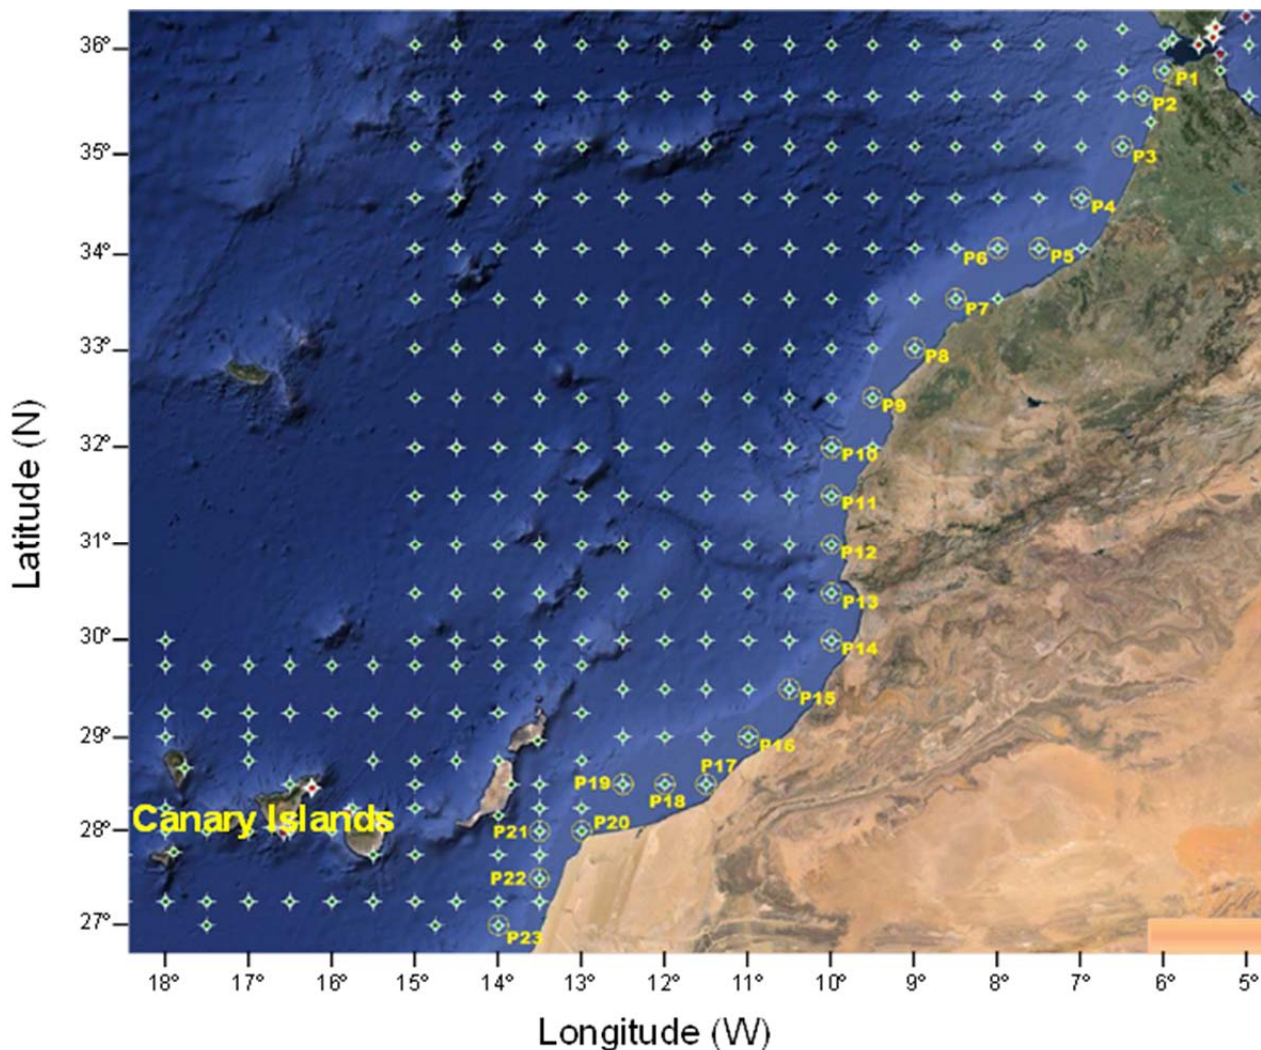 36°
P1
P2
35°
P3
P4
34°
P6
P5
P7
33°
P8
P9
32°
P10
P11
31°
P12
P13
30°
P14
P15
29°
P16
P17
P19
P18
Canary Islands
28°
P21
P20
P22
27°
P23
18° 17° 16° 15° 14° 13° 12° 11° 10° 9° 8° 7° 6° 5°
Longitude (W)
Latitude (N)